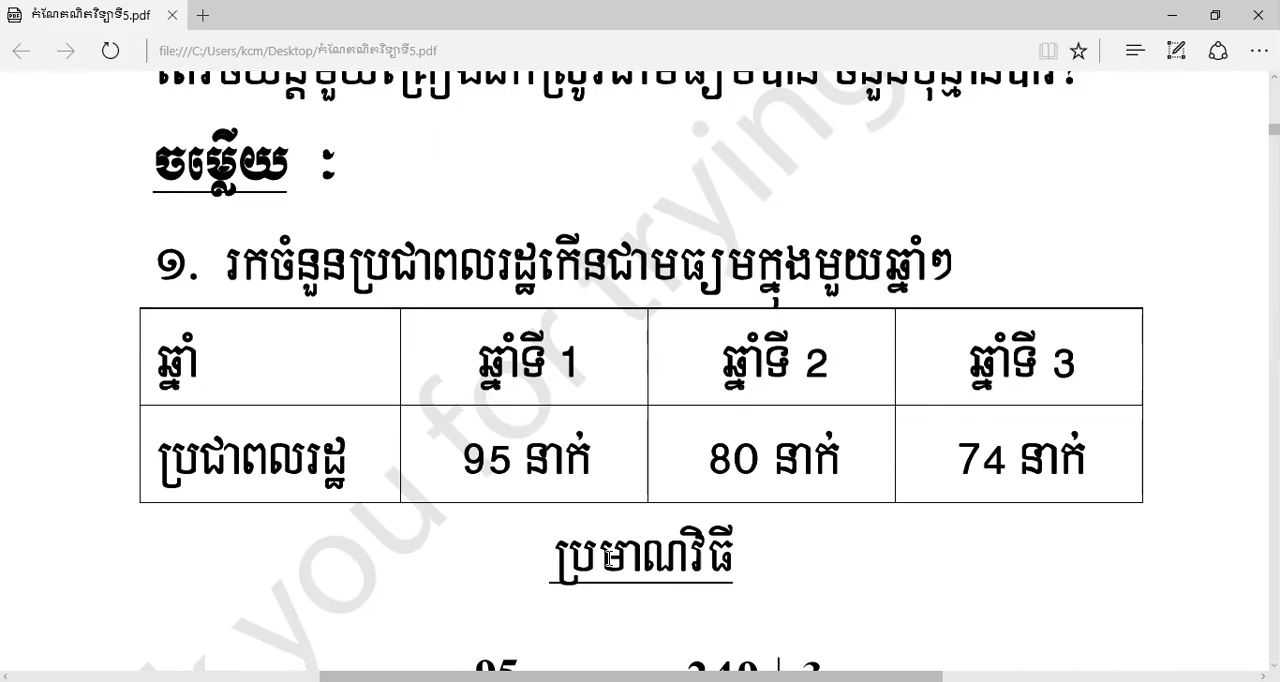 កំណែគណិតវិទ្យាទី5.pdf
file:///C:/Users/kcm/Desktop/កំណែគណិតវិទ្យាទី5.pdf
ចម្លើយ ៖
១. រកចំនួនប្រជាពលរដ្ឋកើនជាមធ្យមក្នុងមួយឆ្នាំៗ
ឆ្នាំ ឆ្នាំទី 1 ឆ្នាំទី 2 ឆ្នាំទី 3
ប្រជាពលរដ្ឋ 95 នាក់ 80 នាក់ 74 នាក់
ប្រមាណវិធី
you for trying